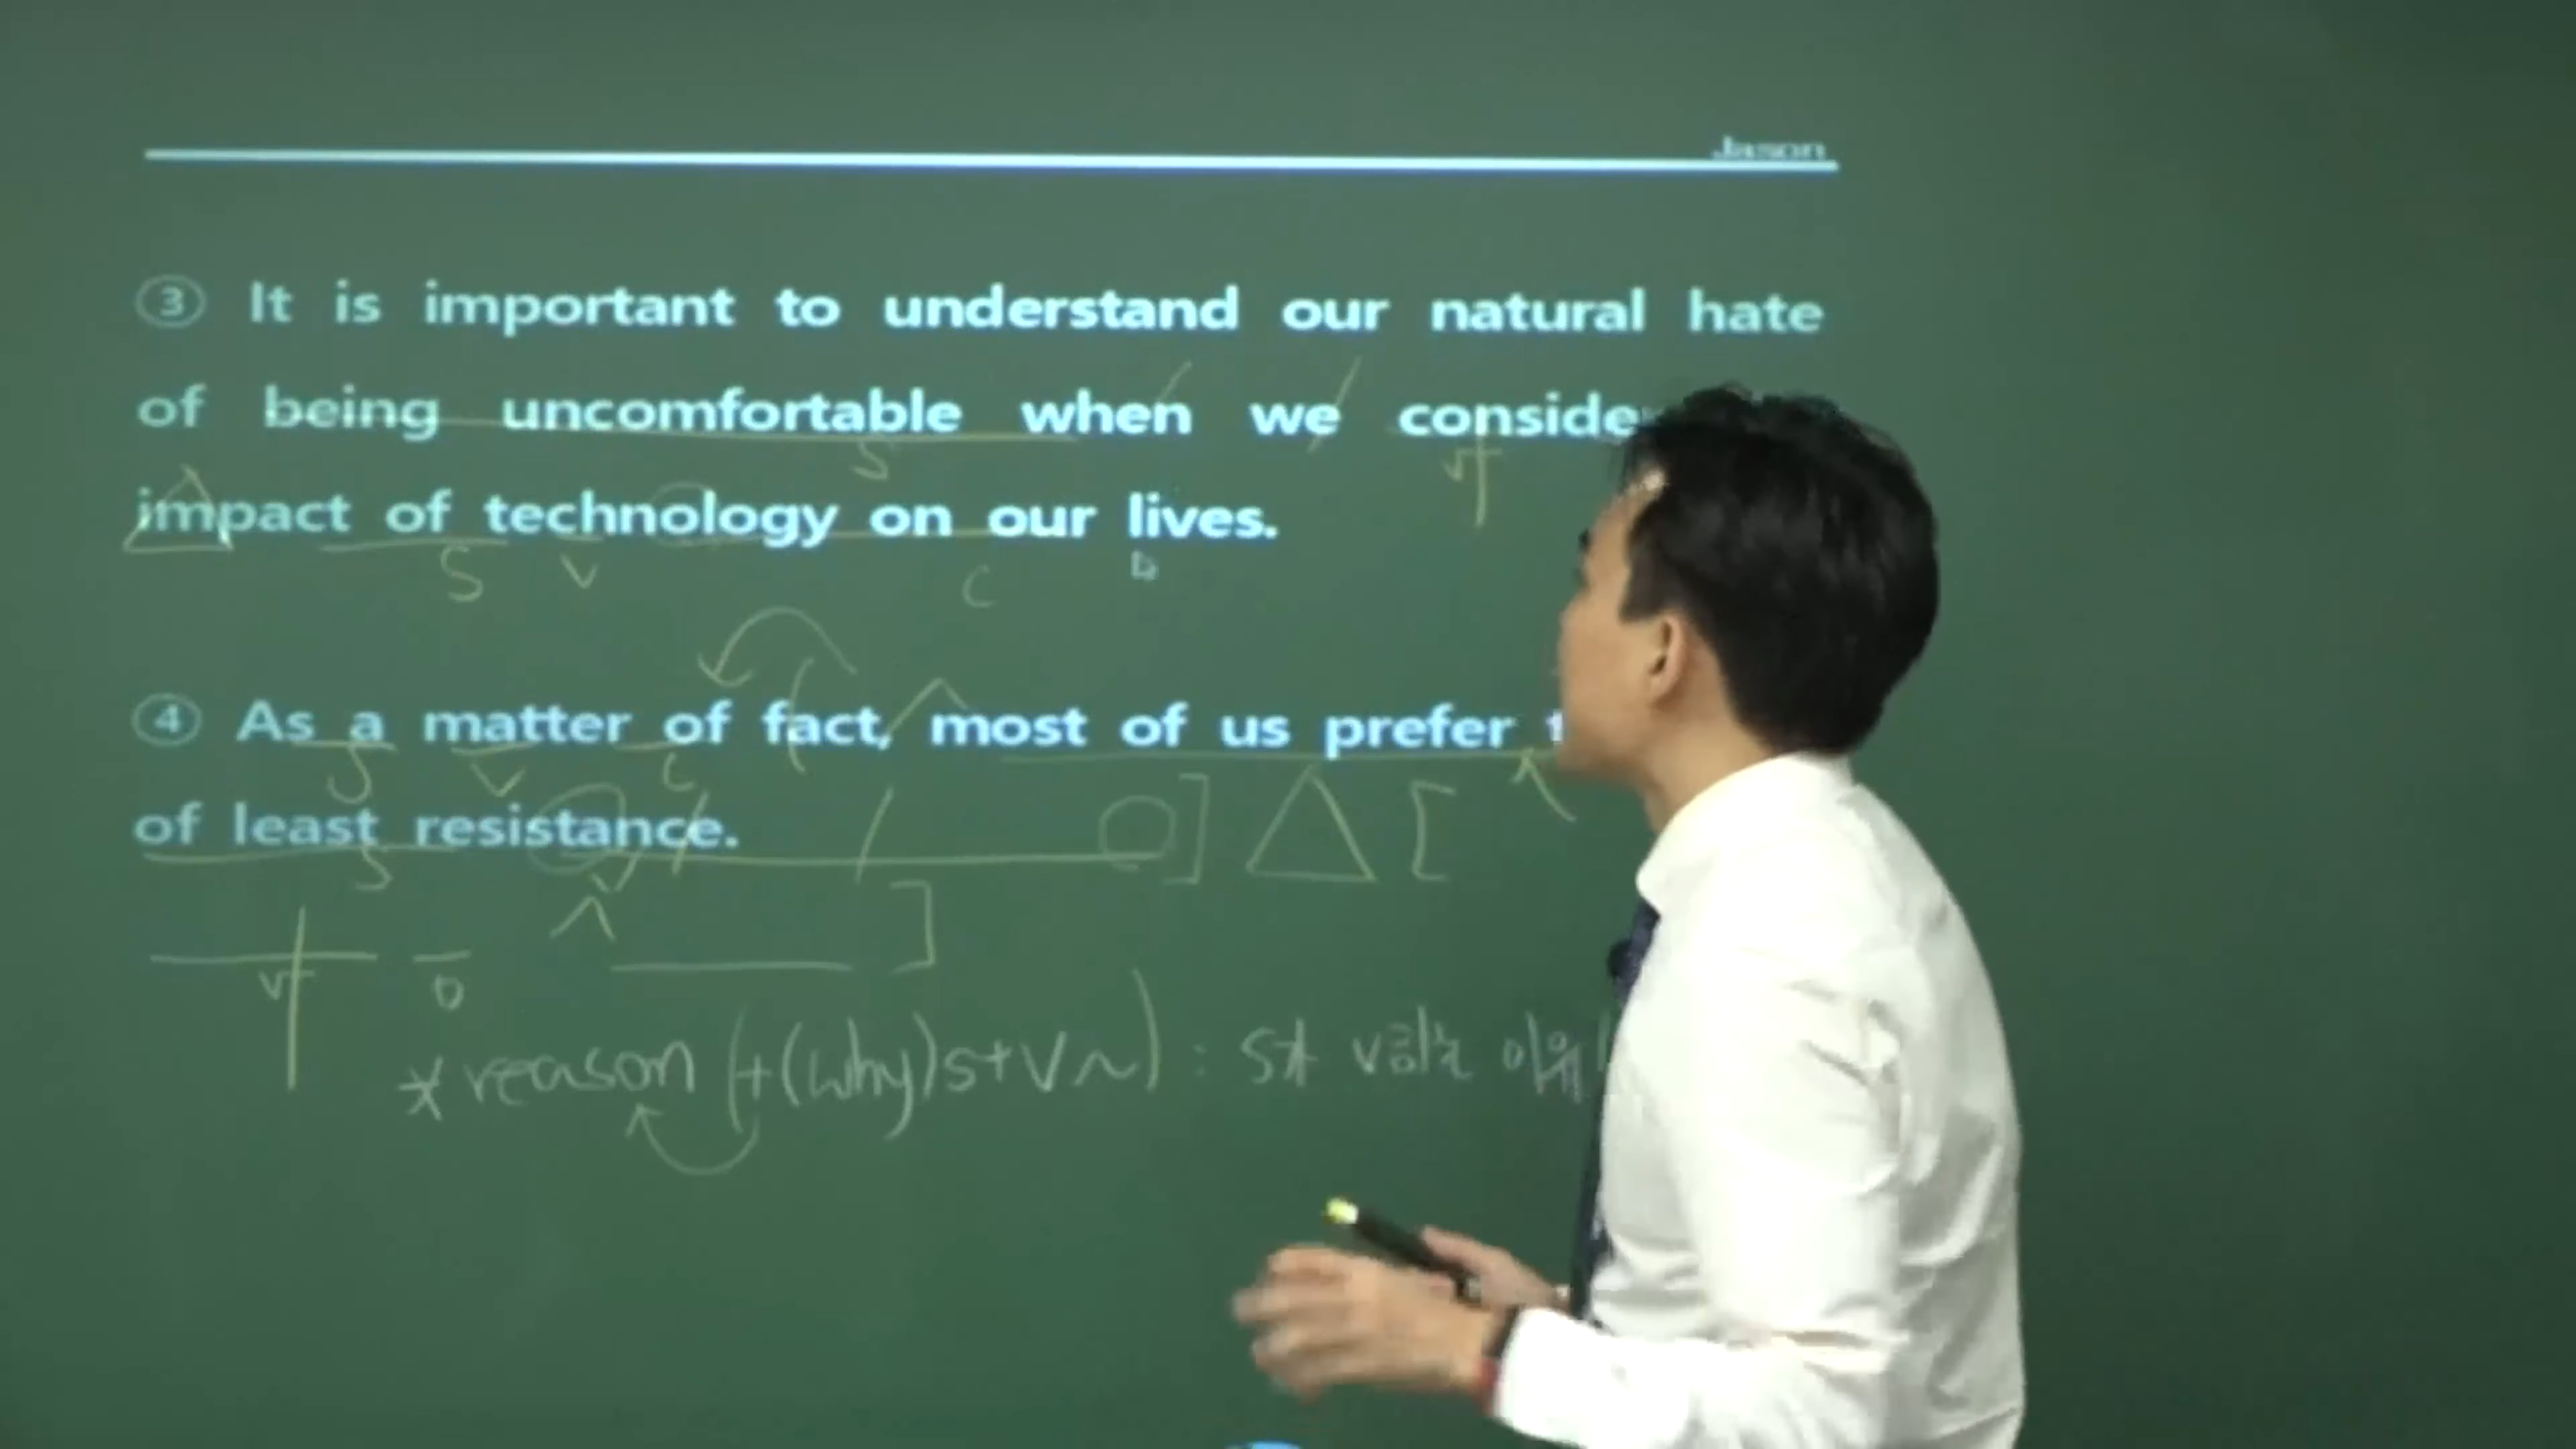 Jason
③ It is important to understand our natural hate
of being uncomfortable when we conside
impact of technology on our lives.
S
V
S V C
④ As a matter of fact, most of us prefer t
S V C
of least resistance.
S
V O
*reason (+(why)S+V~) : S가 V하는 이유